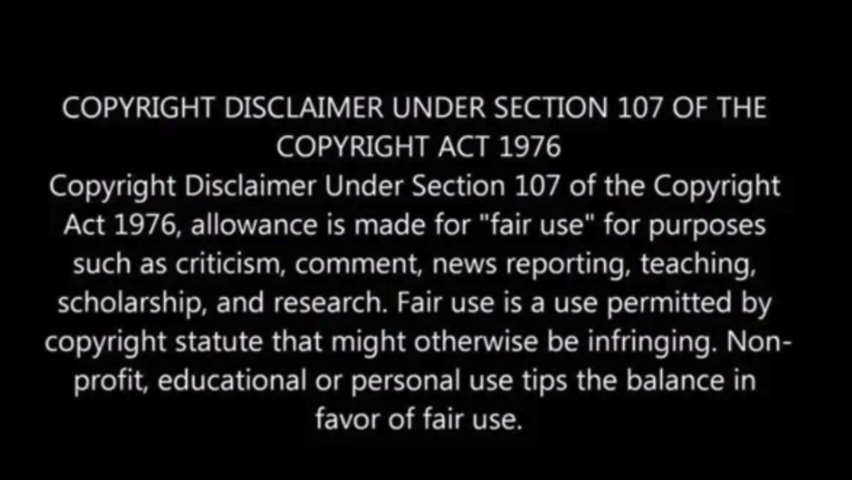 COPYRIGHT DISCLAIMER UNDER SECTION 107 OF THE
COPYRIGHT ACT 1976
Copyright Disclaimer Under Section 107 of the Copyright
Act 1976, allowance is made for "fair use" for purposes
such as criticism, comment, news reporting, teaching,
scholarship, and research. Fair use is a use permitted by
copyright statute that might otherwise be infringing. Non-
profit, educational or personal use tips the balance in
favor of fair use.